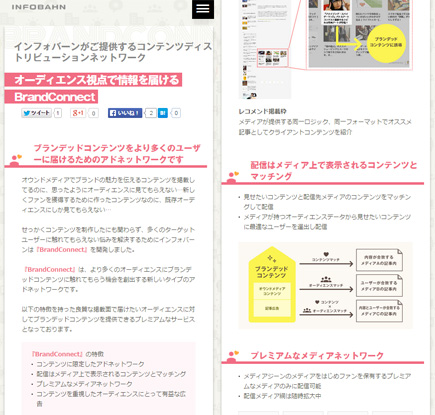 INFOBAHN
インフォバーンがご提供するコンテンツディス
トリビューションネットワーク
オーディエンス視点で情報を届ける
BrandConnect
ツイート 1
g+1 0
いいね！ 2
B! 0
ブランデッドコンテンツをより多くのユーザ
ーに届けるためのアドネットワークです
オウンドメディアでブランドの魅力を伝えるコンテンツを掲載し
てるのに、思ったようにオーディエンスに見てもらえない…新し
くファンを獲得するために作ったコンテンツなのに、既存オーデ
ィエンスにしか見てもらえない…
せっかくコンテンツを制作したにも関わらず、多くのターゲット
ユーザーに触れてもらえない悩みを解決するためにインフォバー
ンは『BrandConnect』を開発しました。
『BrandConnect』は、より多くのオーディエンスにブランデ
ッドコンテンツに触れてもらう機会を創出する新しいタイプのア
ドネットワークです。
以下の特徴を持った良質な掲載面で届けたいオーディエンスに対
してブランデッドコンテンツを提供できるプレミアムなサービス
となっております。
『BrandConnect』の特徴
コンテンツに限定したアドネットワーク
配信はメディア上で表示されるコンテンツとマッチング
プレミアムなメディアネットワーク
コンテンツを重視したオーディエンスにとって有益な広
告
ブランデッド
コンテンツに誘導
レコメンド掲載枠
メディアが提供する同一ロジック、同一フォーマットでオススメ
記事としてクライアントコンテンツを紹介
配信はメディア上で表示されるコンテンツと
マッチング
見せたいコンテンツと配信先メディアのコンテンツをマッチン
グして配信
メディアが持つオーディエンスデータから見せたいコンテンツ
に最適なユーザーを選出し配信
ブランデッド
コンテンツ
オウンドメディア
コンテンツ
記事広告
コンテンツマッチ
内容が合致する
メディアAの記事内
オーディエンスマッチ
ユーザーが合致する
メディアBの記事内
コンテンツ
×
オーディエンスマッチ
内容とユーザーが合致する
メディアCの記事内
プレミアムなメディアネットワーク
メディアジーンのメディアをはじめファンを保有するプレミア
ムなメディアのみに配信可能
配信メディア網は随時拡大中